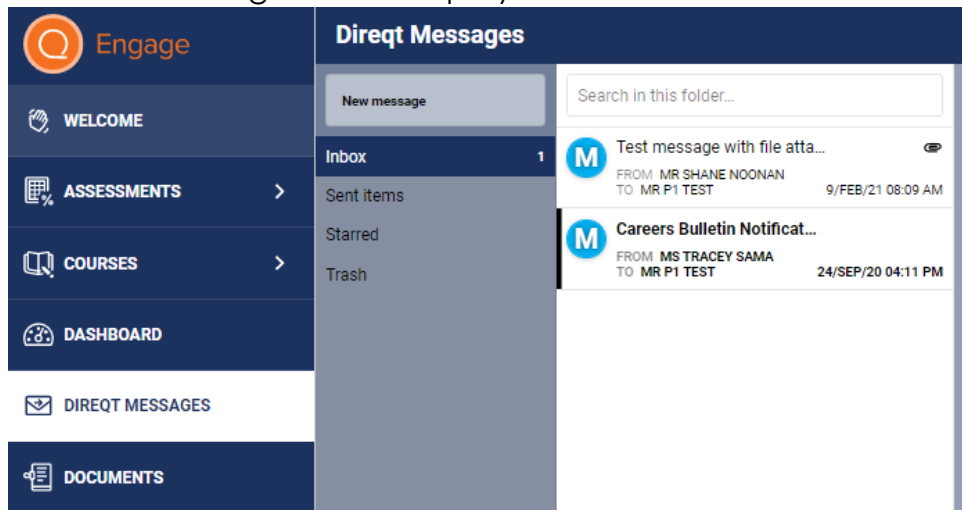 Engage
WELCOME
ASSESSMENTS
COURSES
DASHBOARD
DIREQT MESSAGES
DOCUMENTS
Direqt Messages
New message
Inbox 1
Sent items
Starred
Trash
Search in this folder...
M
Test message with file atta...
FROM MR SHANE NOONAN
TO MR P1 TEST 9/FEB/21 08:09 AM
M
Careers Bulletin Notificat...
FROM MS TRACEY SAMA
TO MR P1 TEST 24/SEP/20 04:11 PM